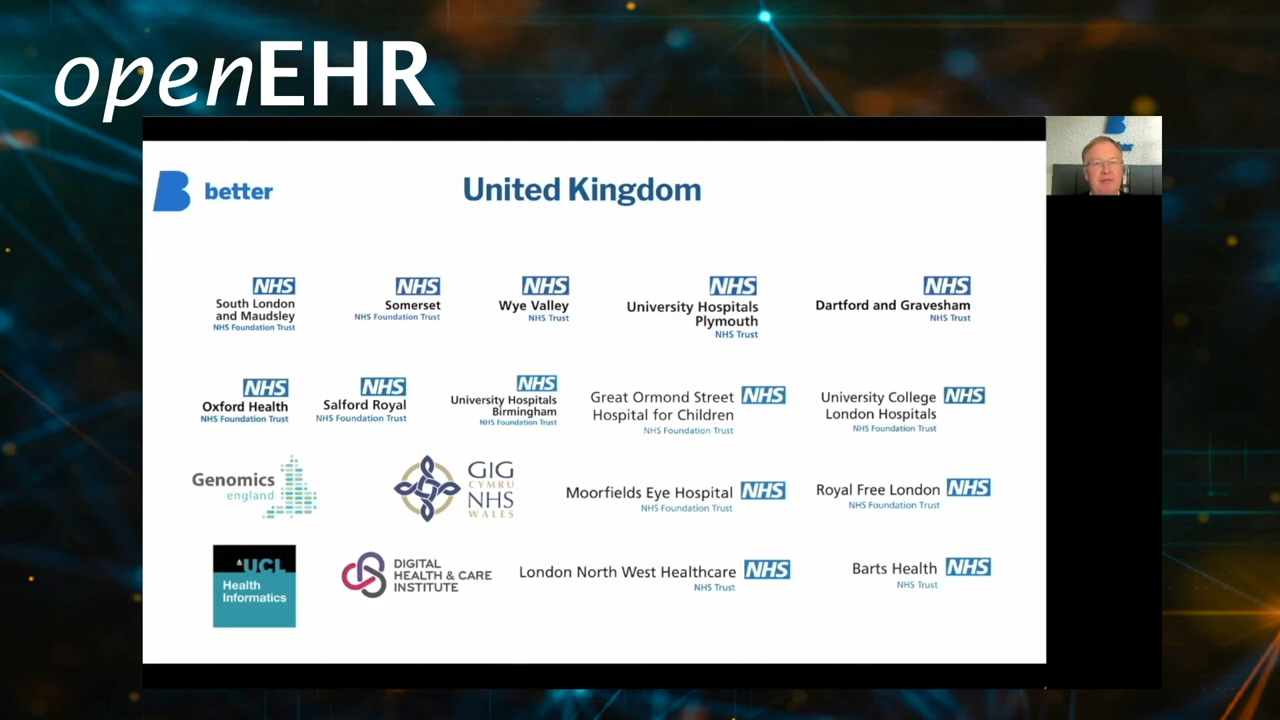 openEHR
better
United Kingdom
NHS
South London
and Maudsley
NHS Foundation Trust
NHS
Somerset
NHS Foundation Trust
NHS
Wye Valley
NHS Trust
NHS
University Hospitals
Plymouth
NHS Trust
NHS
Dartford and Gravesham
NHS Trust
NHS
Oxford Health
NHS Foundation Trust
NHS
Salford Royal
NHS Foundation Trust
NHS
University Hospitals
Birmingham
NHS Foundation Trust
Great Ormond Street NHS
Hospital for Children
NHS Foundation Trust
University College NHS
London Hospitals
NHS Foundation Trust
Genomics
england
GIG
CYMRU
NHS
WALES
Moorfields Eye Hospital NHS
NHS Foundation Trust
Royal Free London NHS
NHS Foundation Trust
UCL
Health
Informatics
DIGITAL
HEALTH & CARE
INSTITUTE
London North West Healthcare NHS
NHS Trust
Barts Health NHS
NHS Trust